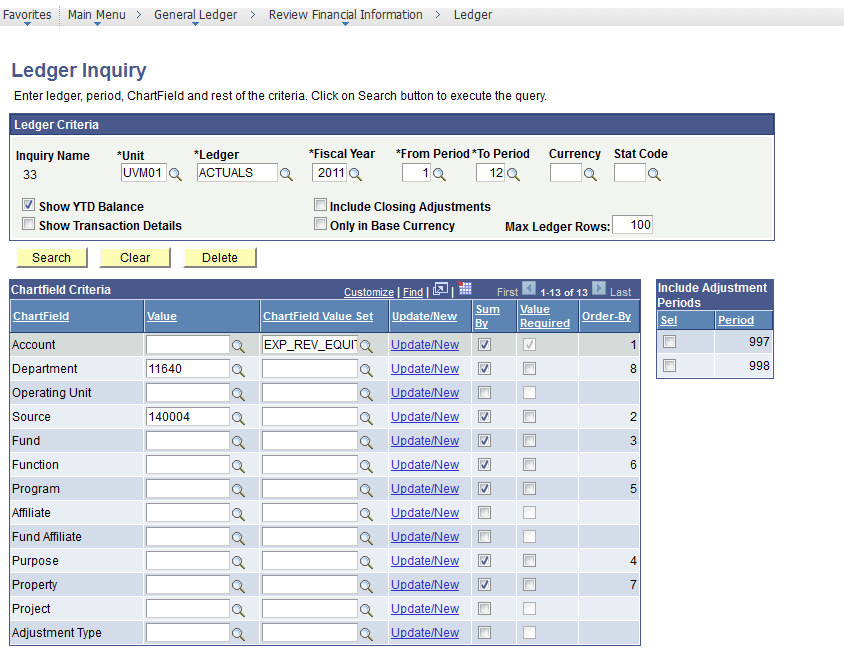 Favorites Main Menu > General Ledger > Review Financial Information > Ledger
Ledger Inquiry
Enter ledger, period, ChartField and rest of the criteria. Click on Search button to execute the query.
Ledger Criteria
Inquiry Name *Unit *Ledger *Fiscal Year *From Period *To Period Currency Stat Code
33 UVM01 ACTUALS 2011 1 12
Show YTD Balance Include Closing Adjustments
Show Transaction Details Only in Base Currency Max Ledger Rows: 100
Search Clear Delete
Chartfield Criteria Customize | Find | | First 1-13 of 13 Last
ChartField Value ChartField Value Set Update/New Sum By Value Required Order-By
Account EXP_REV_EQUI Update/New 1
Department 11640 Update/New 8
Operating Unit Update/New
Source 140004 Update/New 2
Fund Update/New 3
Function Update/New 6
Program Update/New 5
Affiliate Update/New
Fund Affiliate Update/New
Purpose Update/New 4
Property Update/New 7
Project Update/New
Adjustment Type Update/New
Include Adjustment
Periods
Sel Period
997
998